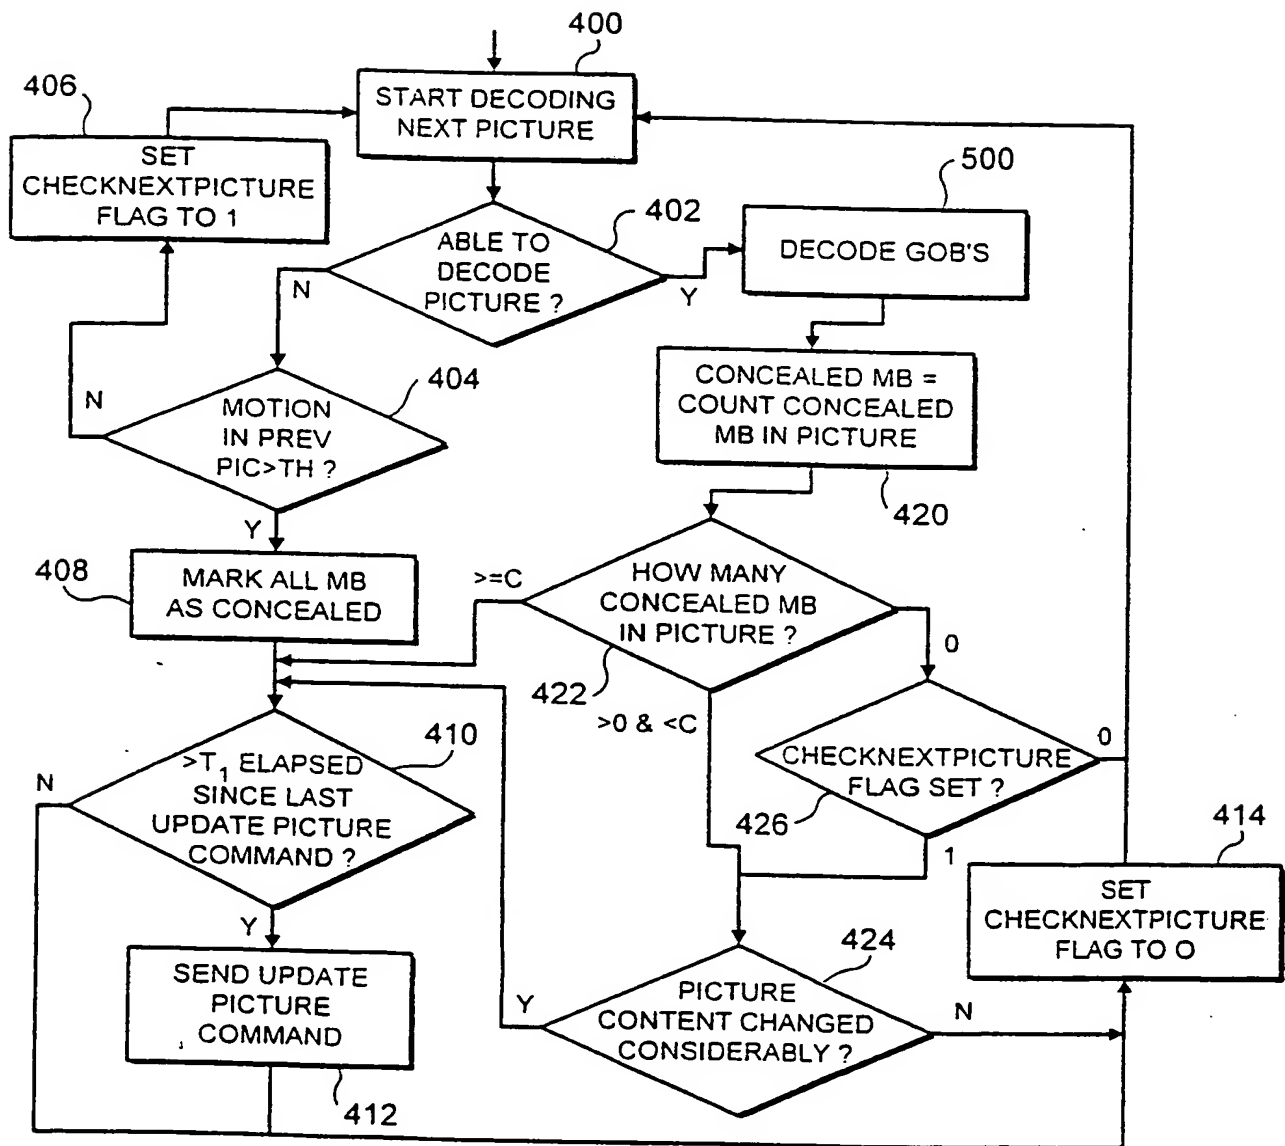 400
START DECODING
NEXT PICTURE
406
SET
CHECKNEXTPICTURE
FLAG TO 1
402
ABLE TO
DECODE
PICTURE ?
N
Y
500
DECODE GOB'S
404
MOTION
IN PREV
PIC>TH ?
N
Y
CONCEALED MB =
COUNT CONCEALED
MB IN PICTURE
420
408
MARK ALL MB
AS CONCEALED
>=C
HOW MANY
CONCEALED MB
IN PICTURE ?
422
0
>0 & <C
410
>T1 ELAPSED
SINCE LAST
UPDATE PICTURE
COMMAND ?
N
Y
CHECKNEXTPICTURE
FLAG SET ?
0
426
1
414
SET
CHECKNEXTPICTURE
FLAG TO O
SEND UPDATE
PICTURE
COMMAND
412
424
Y
PICTURE
CONTENT CHANGED
CONSIDERABLY ?
N